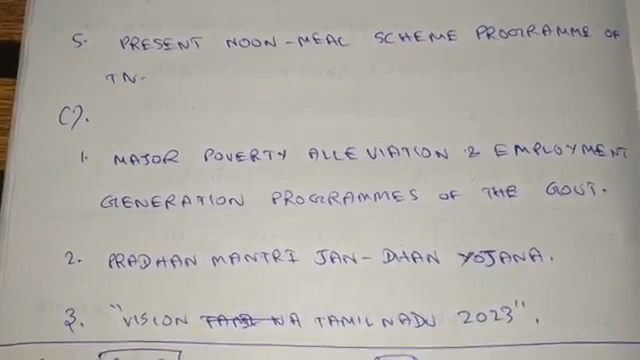 5. PRESENT NOON-MEAL SCHEME PROGRAMME OF
TN.
C).
1. MAJOR POVERTY ALLEVIATION & EMPLOYMENT
GENERATION PROGRAMMES OF THE GOVT.
2. PRADHAN MANTRI JAN-DHAN YOJANA.
3. "VISION TAMILNADU 2023".